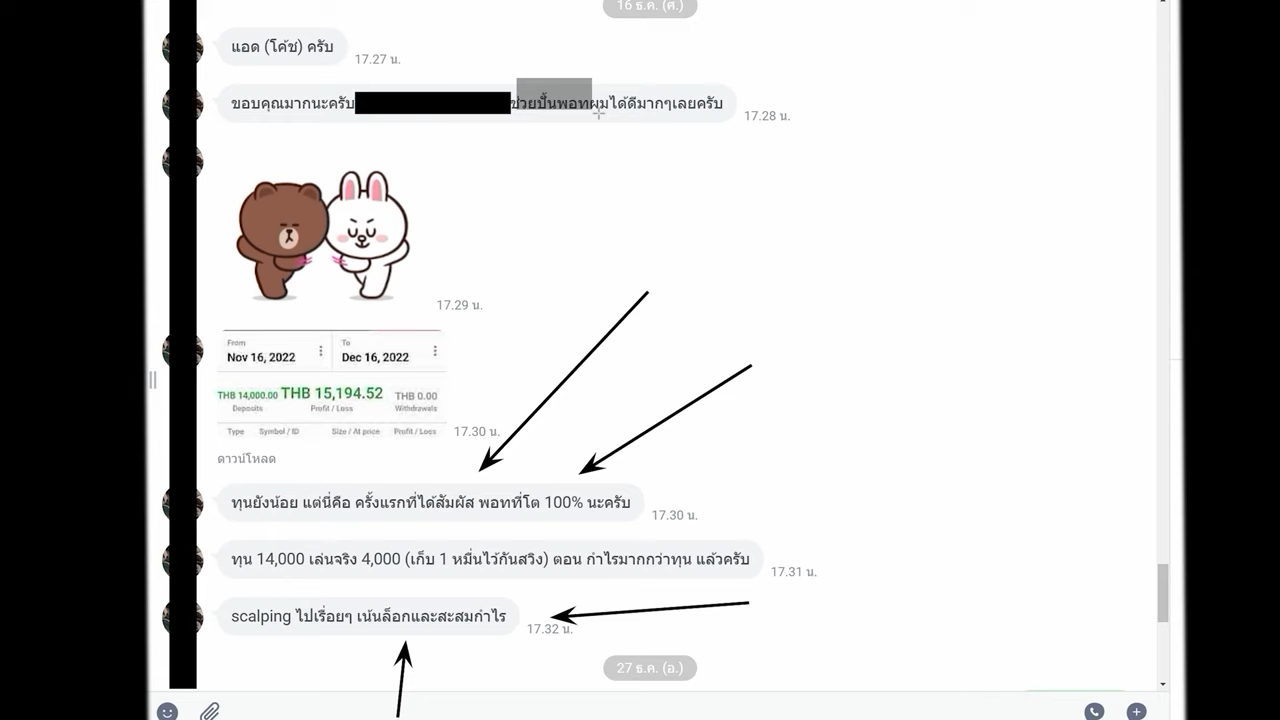 16 ธ.ค. (ศ.)
แอด (โค้ช) ครับ
17.27 น.
ขอบคุณมากนะครับ ช่วยปั้นพอทผมได้ดีมากๆเลยครับ
17.28 น.
17.29 น.
From To
Nov 16, 2022 Dec 16, 2022
THB 14,000.00 THB 15,194.52 THB 0.00
Deposits Profit / Loss Withdrawals
Type Symbol / ID Size / At price Profit / Loss
17.30 น.
ดาวน์โหลด
ทุนยังน้อย แต่นี่คือ ครั้งแรกที่ได้สัมผัส พอทที่โต 100% นะครับ
17.30 น.
ทุน 14,000 เล่นจริง 4,000 (เก็บ 1 หมื่นไว้กันสวิง) ตอน กำไรมากกว่าทุน แล้วครับ
17.31 น.
scalping ไปเรื่อยๆ เน้นล็อกและสะสมกำไร
17.32 น.
27 ธ.ค. (อ.)